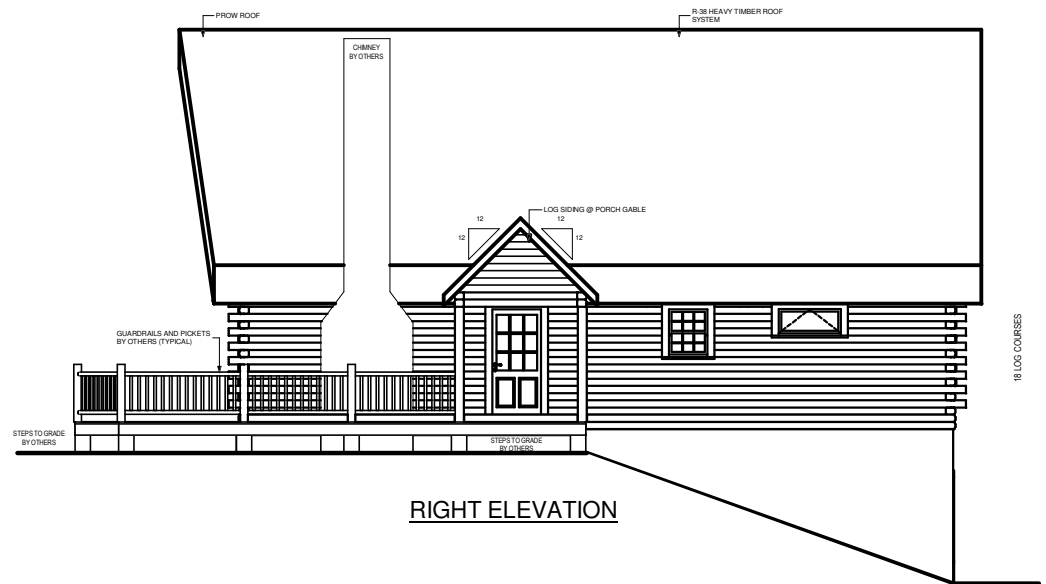 PROW ROOF
R-38 HEAVY TIMBER ROOF
SYSTEM
CHIMNEY
BY OTHERS
LOG SIDING @ PORCH GABLE
12
12
12
12
GUARDRAILS AND PICKETS
BY OTHERS (TYPICAL)
18 LOG COURSES
STEPS TO GRADE
BY OTHERS
STEPS TO GRADE
BY OTHERS
RIGHT ELEVATION